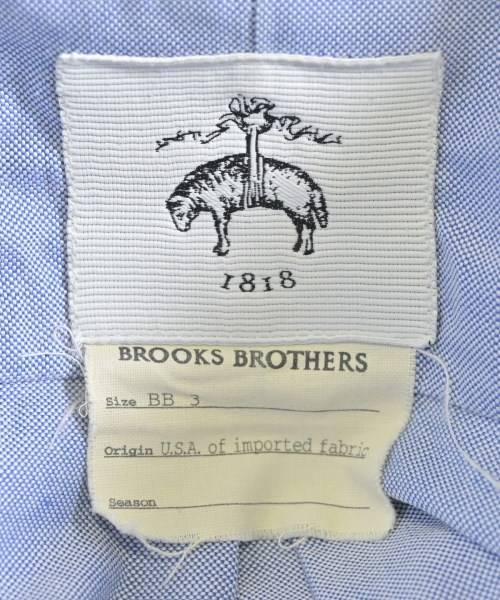 1818
BROOKS BROTHERS
Size BB 3
Origin U.S.A. of imported fabric
Season